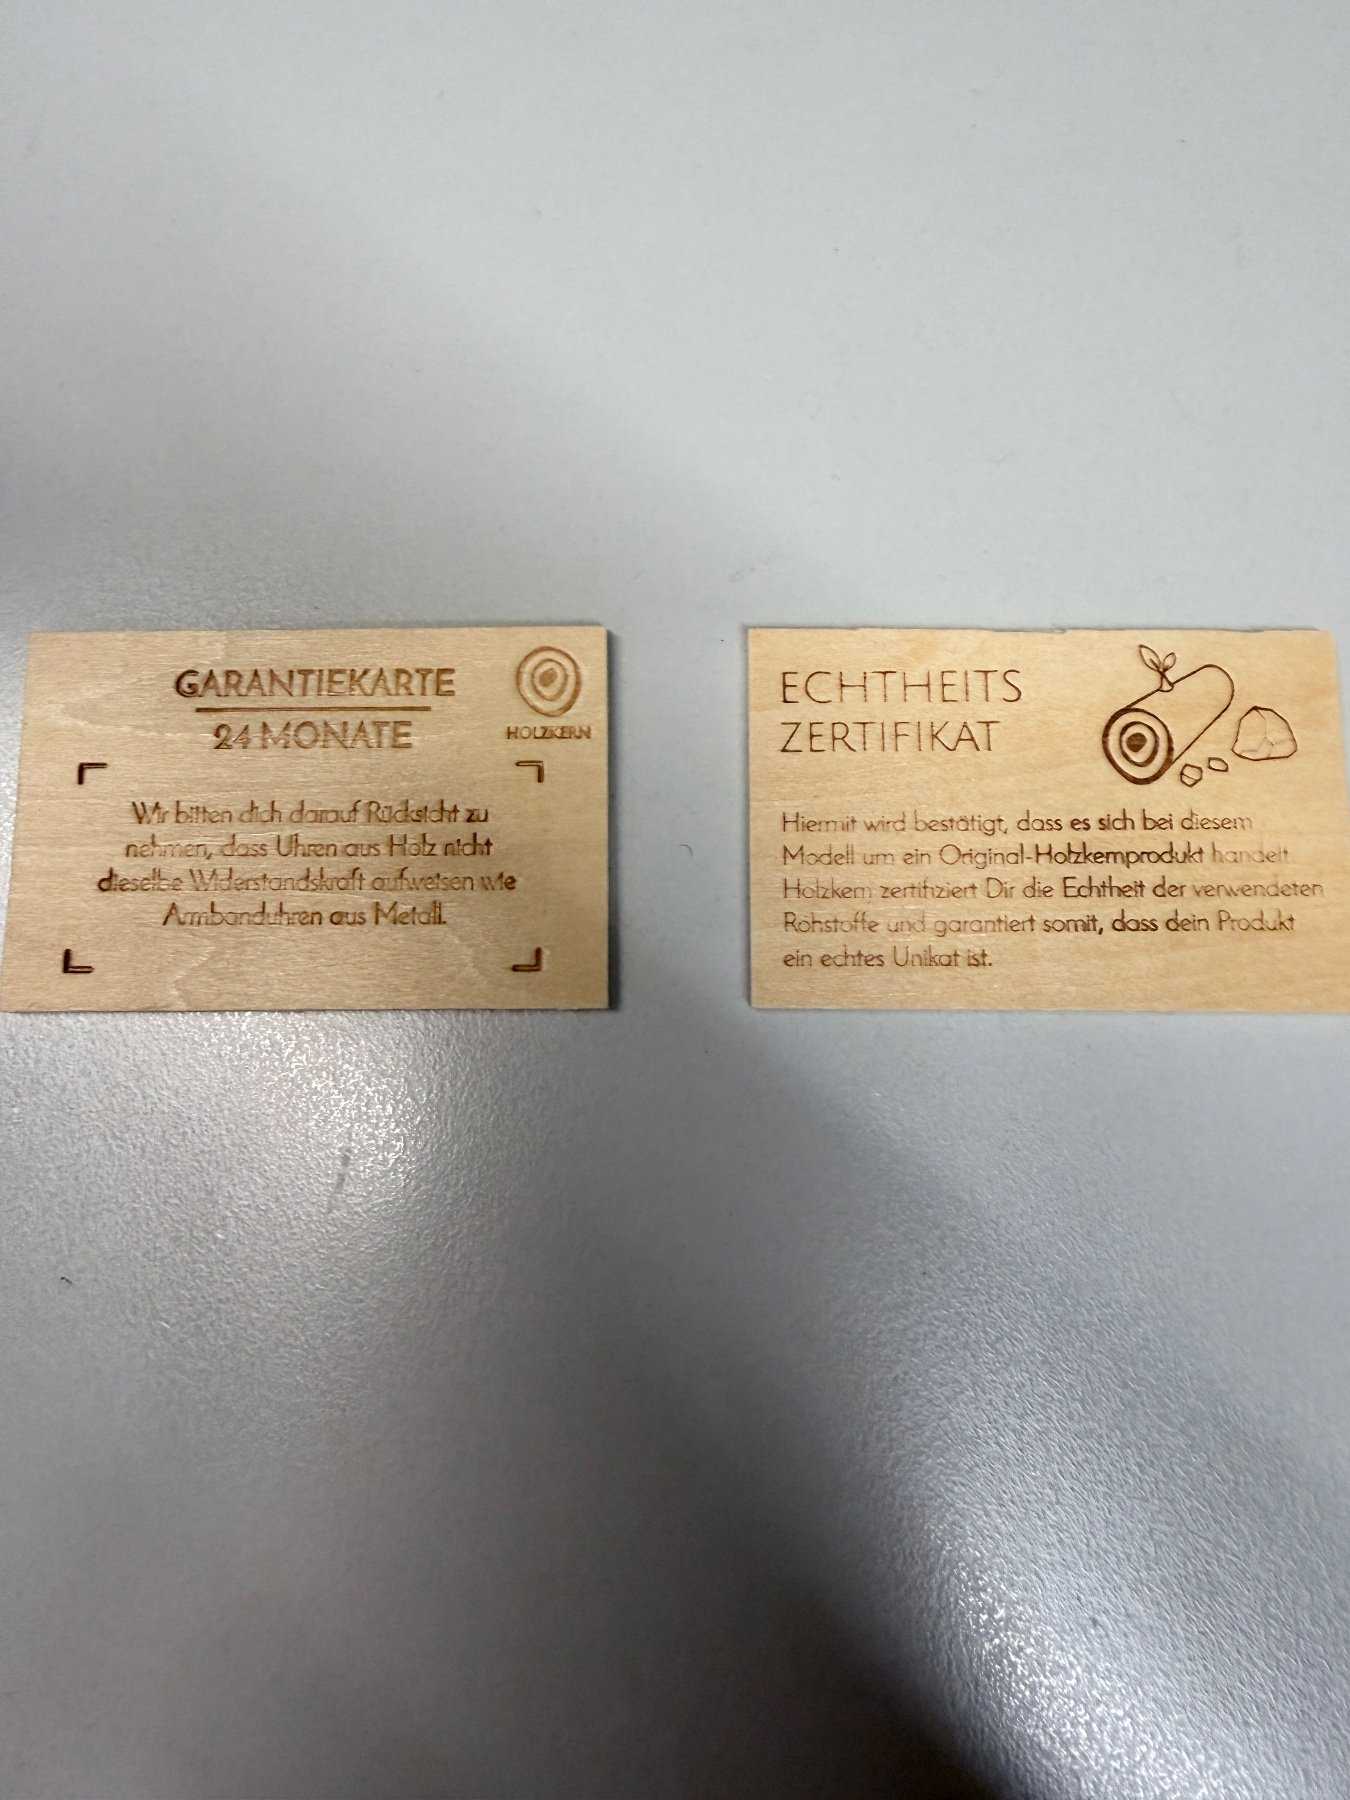 GARANTIEKARTE
24 MONATE
HOLZKERN
Wir bitten dich darauf Rücksicht zu
nehmen, dass Uhren aus Holz nicht
dieselbe Widerstandskraft aufweisen wie
Armbanduhren aus Metall.
ECHTHEITS
ZERTIFIKAT
Hiermit wird bestätigt, dass es sich bei diesem
Modell um ein Original-Holzkernprodukt handelt.
Holzkern zertifiziert Dir die Echtheit der verwendeten
Rohstoffe und garantiert somit, dass dein Produkt
ein echtes Unikat ist.